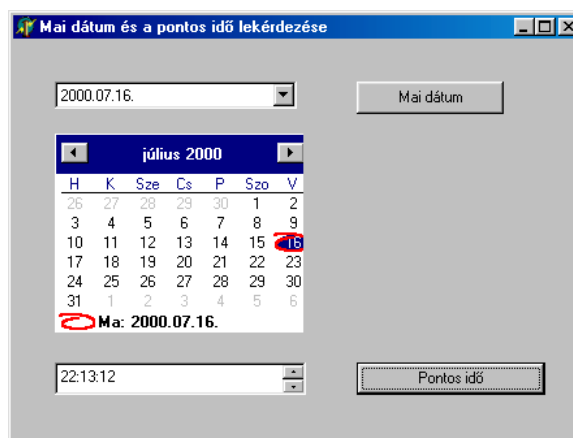 Mai dátum és a pontos idő lekérdezése
2000.07.16.
Mai dátum
július 2000
H K Sze Cs P Szo V
26 27 28 29 30 1 2
3 4 5 6 7 8 9
10 11 12 13 14 15 16
17 18 19 20 21 22 23
24 25 26 27 28 29 30
31 1 2 3 4 5 6
Ma: 2000.07.16.
22:13:12
Pontos idő